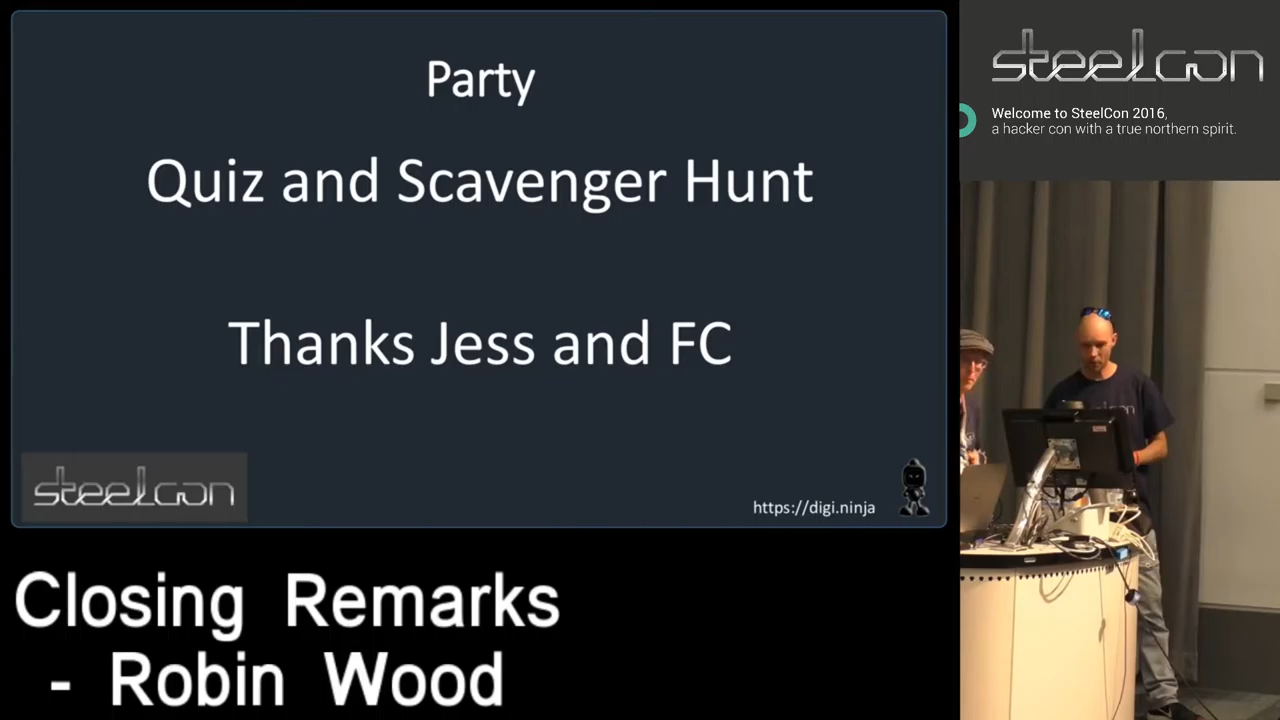 Party
Quiz and Scavenger Hunt
Thanks Jess and FC
steelcon
https://digi.ninja
Closing Remarks
- Robin Wood
steelcon
Welcome to SteelCon 2016,
a hacker con with a true northern spirit.